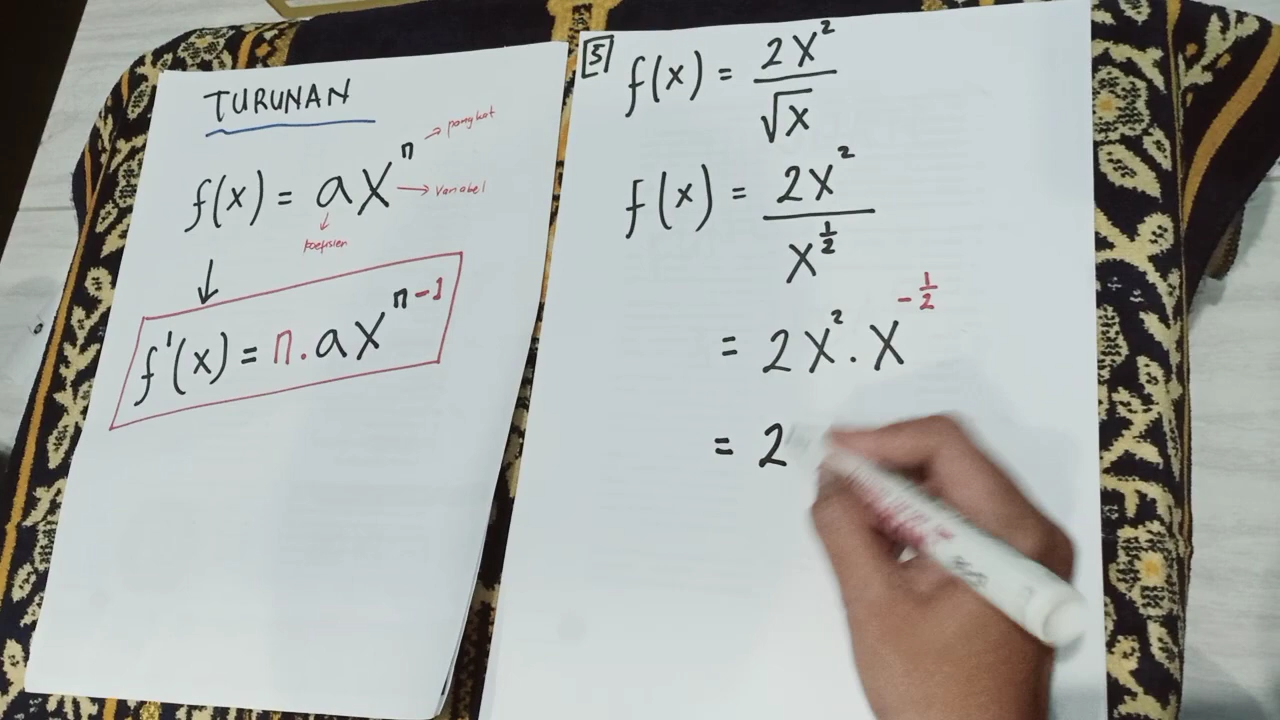 TURUNAN
f(x) = ax^n → pangkat
→ variabel
↓
koefisien
↓
f'(x) = n.ax^{n-1}
[5] f(x) = 2x² / √x
f(x) = 2x² / x^{1/2}
= 2x² . x^{-1/2}
= 2